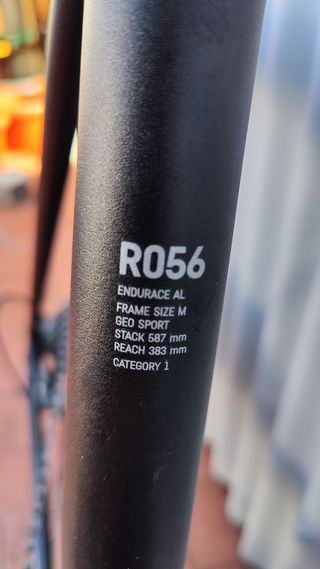 R056
ENDURACE AL
FRAME SIZE M
GEO SPORT
STACK 587 mm
REACH 383 mm
CATEGORY 1